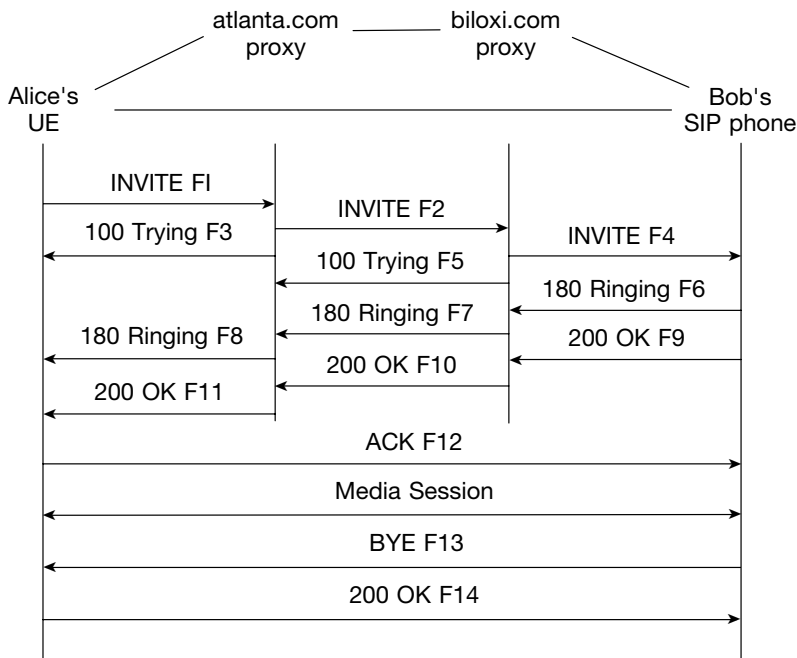 atlanta.com
proxy
biloxi.com
proxy
Alice's
UE
Bob's
SIP phone
INVITE FI
INVITE F2
100 Trying F3
INVITE F4
100 Trying F5
180 Ringing F6
180 Ringing F7
180 Ringing F8
200 OK F9
200 OK F10
200 OK F11
ACK F12
Media Session
BYE F13
200 OK F14